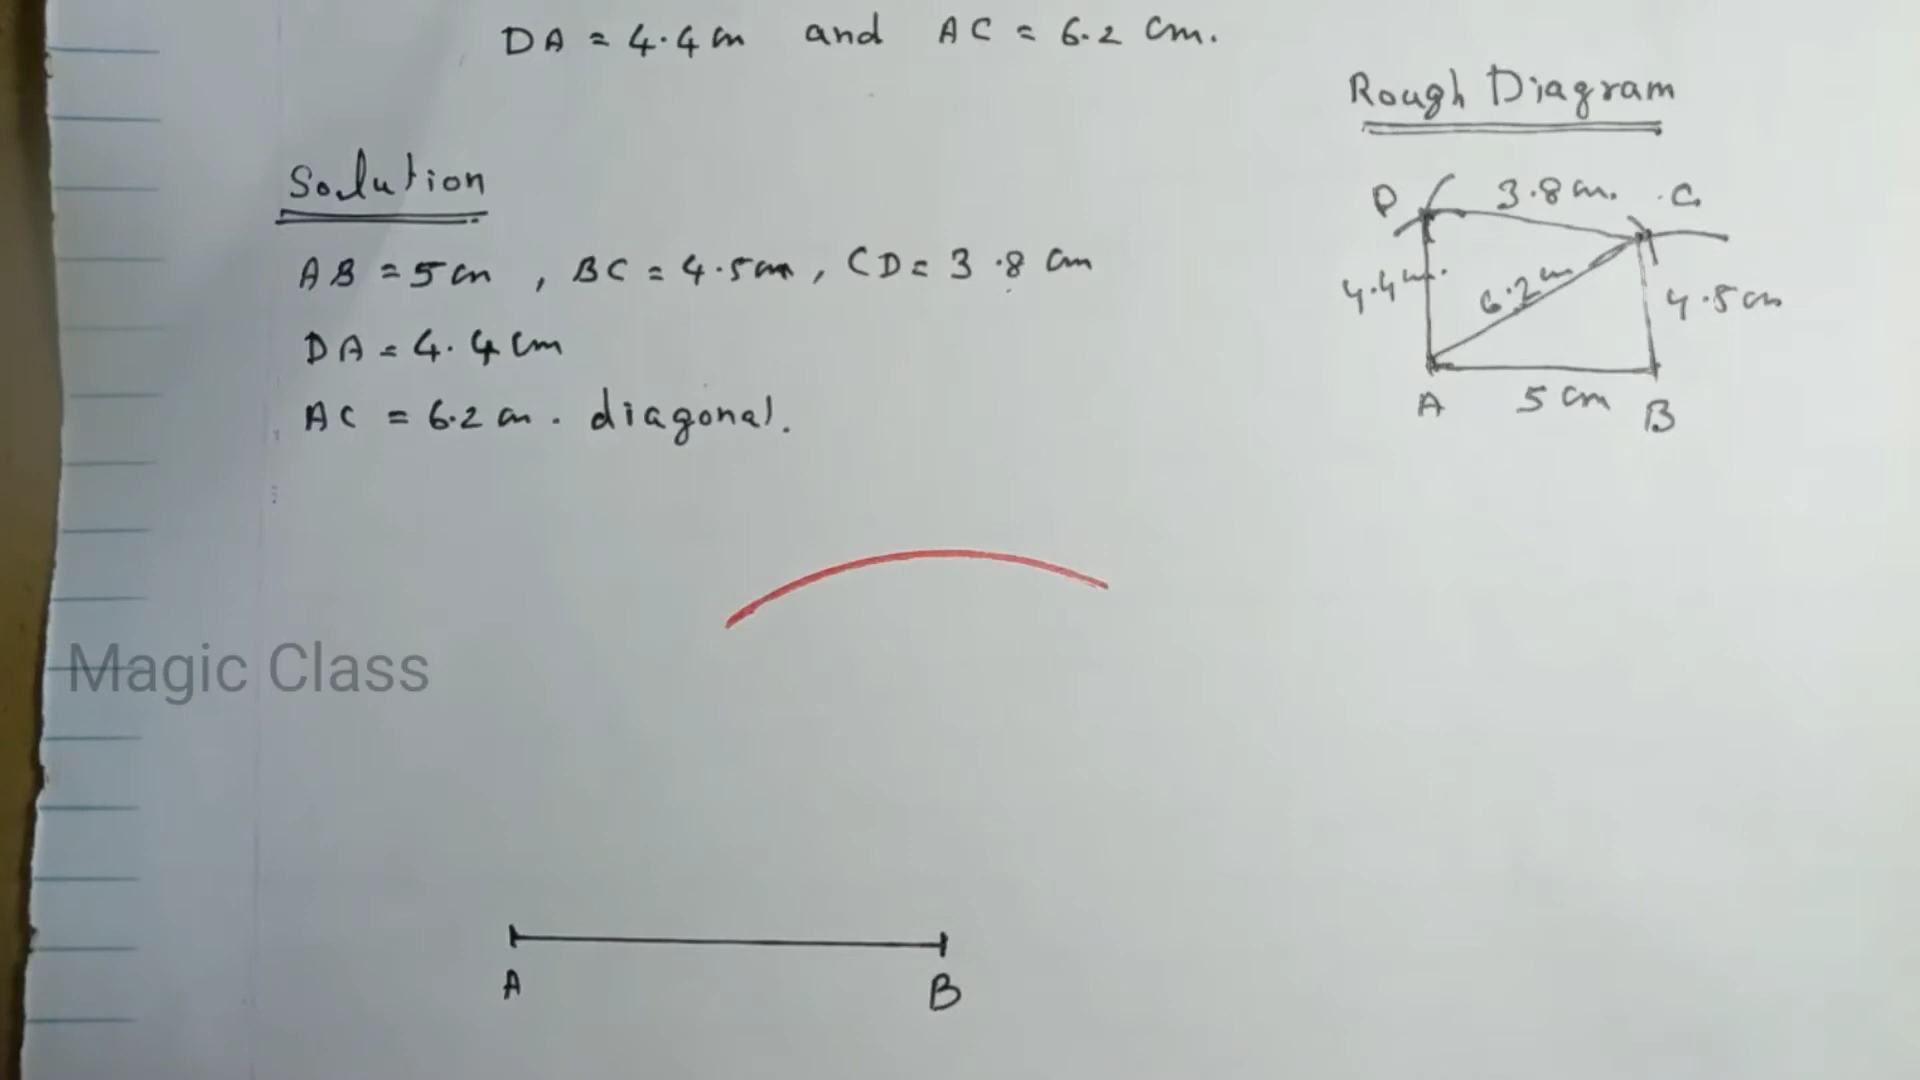 DA = 4.4 cm and AC = 6.2 cm.
Rough Diagram
Solution
D 3.8 cm. C
AB = 5 cm , BC = 4.5 cm , CD = 3.8 cm
4.4 cm. 6.2 cm 4.5 cm
DA = 4.4 cm
AC = 6.2 cm . diagonal.
A 5 cm B
Magic Class
A B